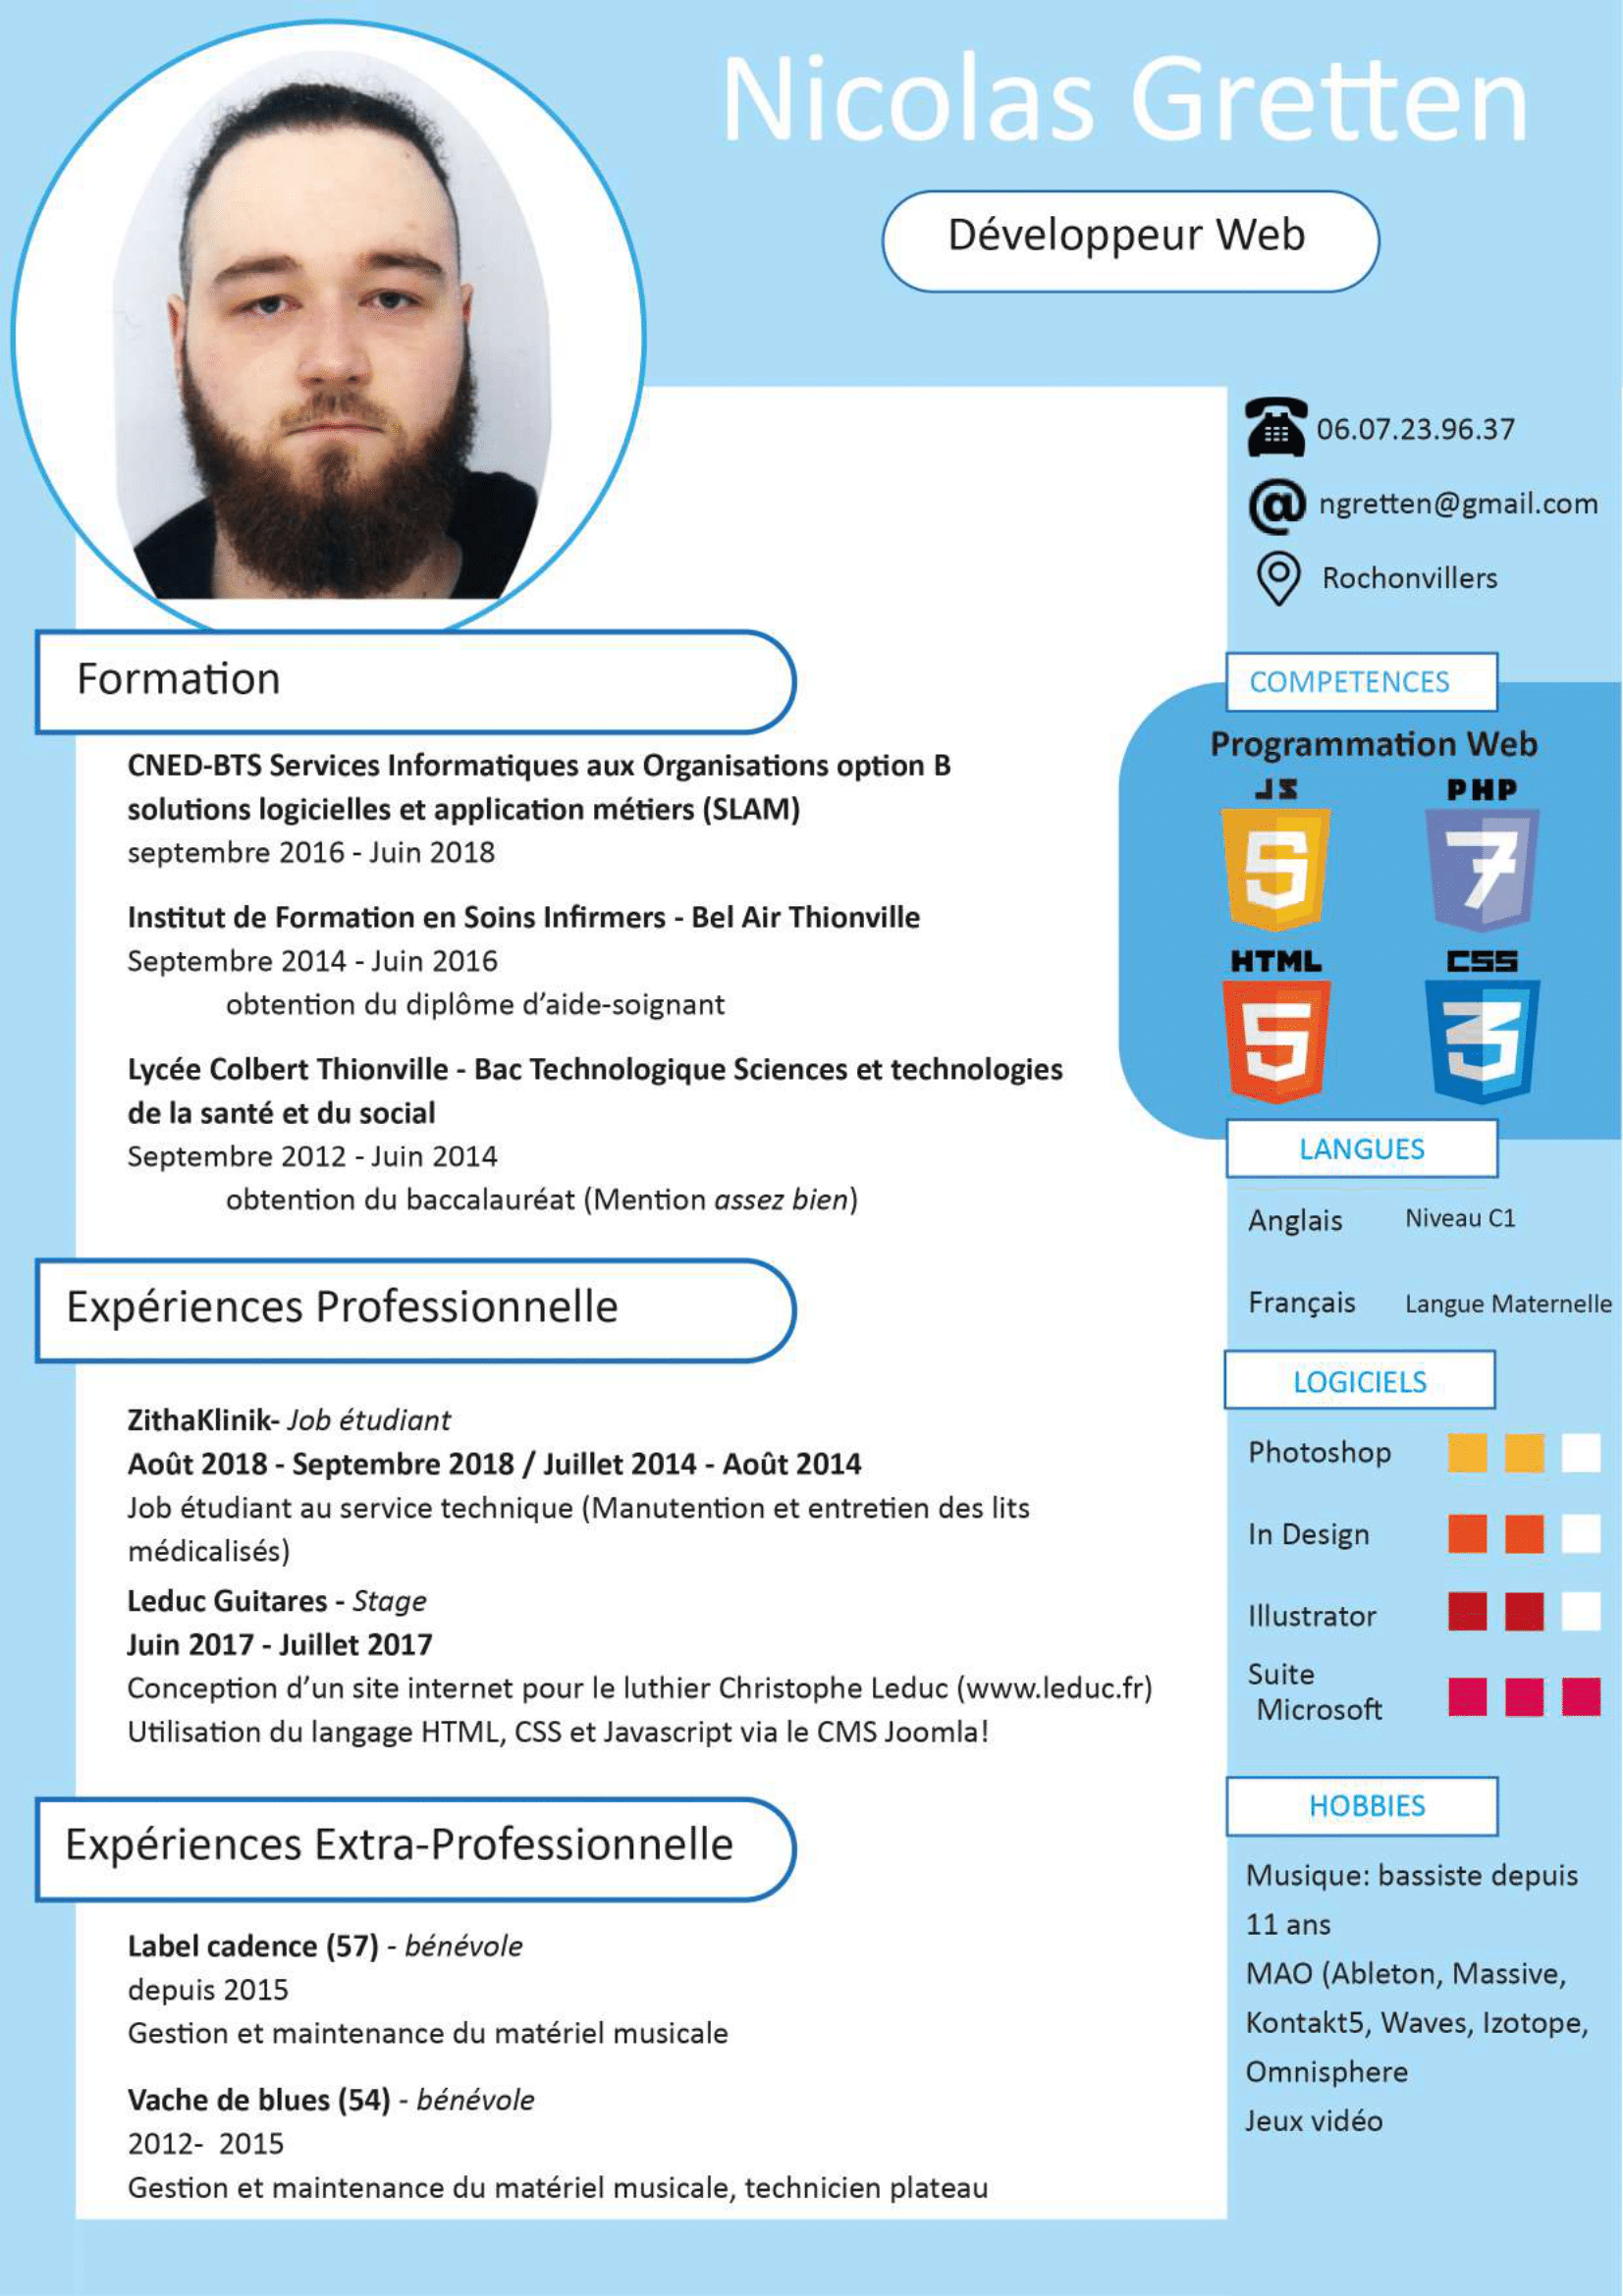 Nicolas Gretten
Développeur Web
06.07.23.96.37
@ ngretten@gmail.com
Rochonvillers
Formation
CNED-BTS Services Informatiques aux Organisations option B
solutions logicielles et application métiers (SLAM)
septembre 2016 - Juin 2018
Institut de Formation en Soins Infirmers - Bel Air Thionville
Septembre 2014 - Juin 2016
obtention du diplôme d’aide-soignant
Lycée Colbert Thionville - Bac Technologique Sciences et technologies
de la santé et du social
Septembre 2012 - Juin 2014
obtention du baccalauréat (Mention assez bien)
Expériences Professionnelle
ZithaKlinik- Job étudiant
Août 2018 - Septembre 2018 / Juillet 2014 - Août 2014
Job étudiant au service technique (Manutention et entretien des lits
médicalisés)
Leduc Guitares - Stage
Juin 2017 - Juillet 2017
Conception d’un site internet pour le luthier Christophe Leduc (www.leduc.fr)
Utilisation du langage HTML, CSS et Javascript via le CMS Joomla!
Expériences Extra-Professionnelle
Label cadence (57) - bénévole
depuis 2015
Gestion et maintenance du matériel musicale
Vache de blues (54) - bénévole
2012- 2015
Gestion et maintenance du matériel musicale, technicien plateau
COMPETENCES
Programmation Web
JS PHP
5 7
HTML CSS
5 3
LANGUES
Anglais Niveau C1
Français Langue Maternelle
LOGICIELS
Photoshop
In Design
Illustrator
Suite
Microsoft
HOBBIES
Musique: bassiste depuis
11 ans
MAO (Ableton, Massive,
Kontakt5, Waves, Izotope,
Omnisphere
Jeux vidéo